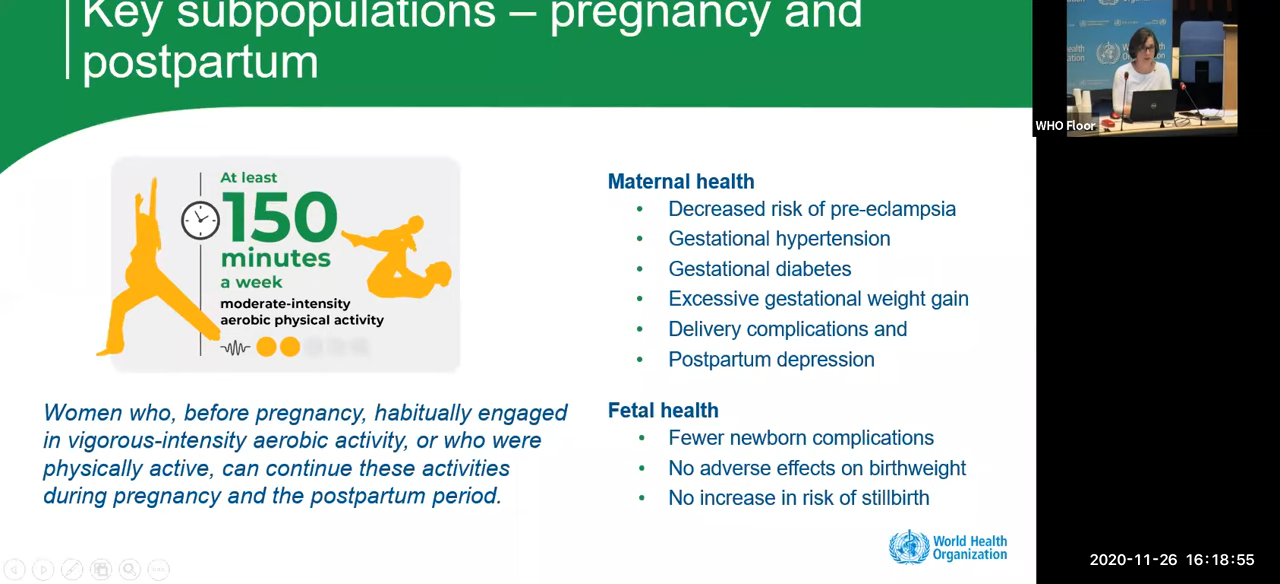 Key subpopulations – pregnancy and
postpartum
At least
150
minutes
a week
moderate-intensity
aerobic physical activity
Women who, before pregnancy, habitually engaged
in vigorous-intensity aerobic activity, or who were
physically active, can continue these activities
during pregnancy and the postpartum period.
Maternal health
• Decreased risk of pre-eclampsia
• Gestational hypertension
• Gestational diabetes
• Excessive gestational weight gain
• Delivery complications and
• Postpartum depression
Fetal health
• Fewer newborn complications
• No adverse effects on birthweight
• No increase in risk of stillbirth
World Health
Organization
WHO Floor
2020-11-26 16:18:55